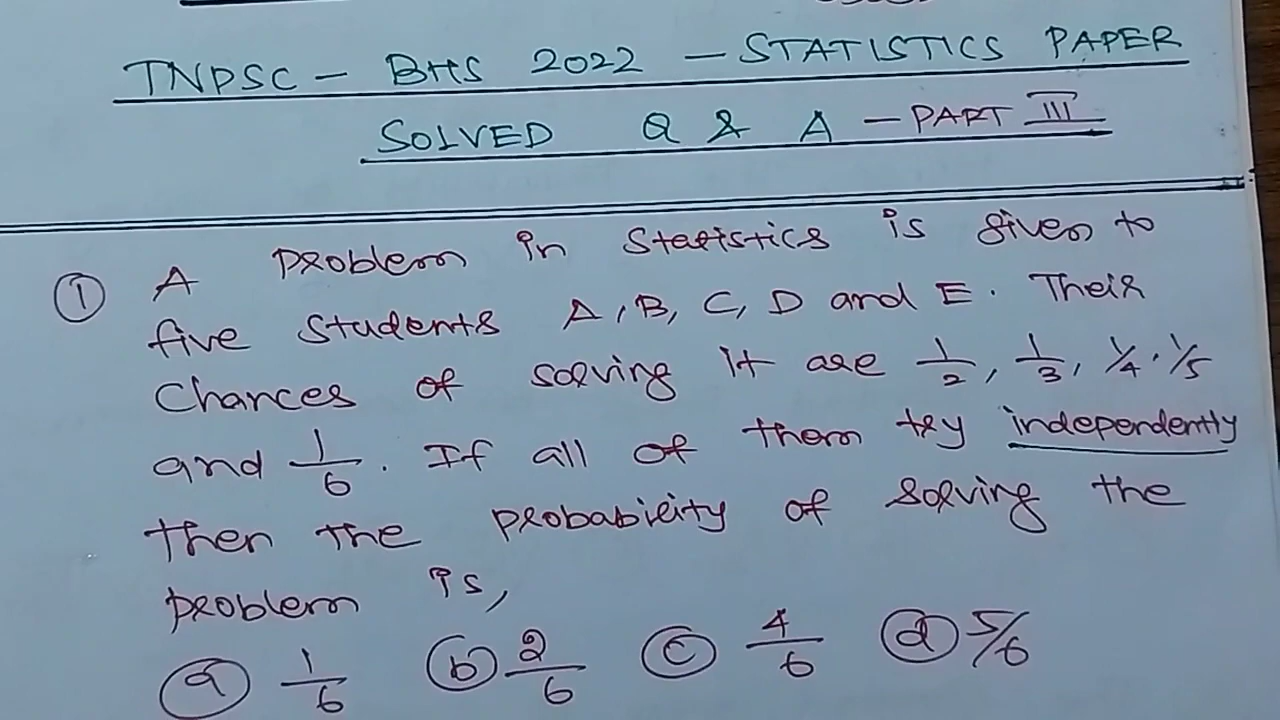 TNPSC - BHS 2022 - STATISTICS PAPER
SOLVED Q & A - PART III
① A problem in Statistics is given to
five students A, B, C, D and E. Their
Chances of solving it are 1/2, 1/3, 1/4, 1/5
and 1/6. If all of them try independently
then the probability of solving the
problem is,
ⓐ 1/6 ⓑ 2/6 ⓒ 4/6 ⓓ 5/6